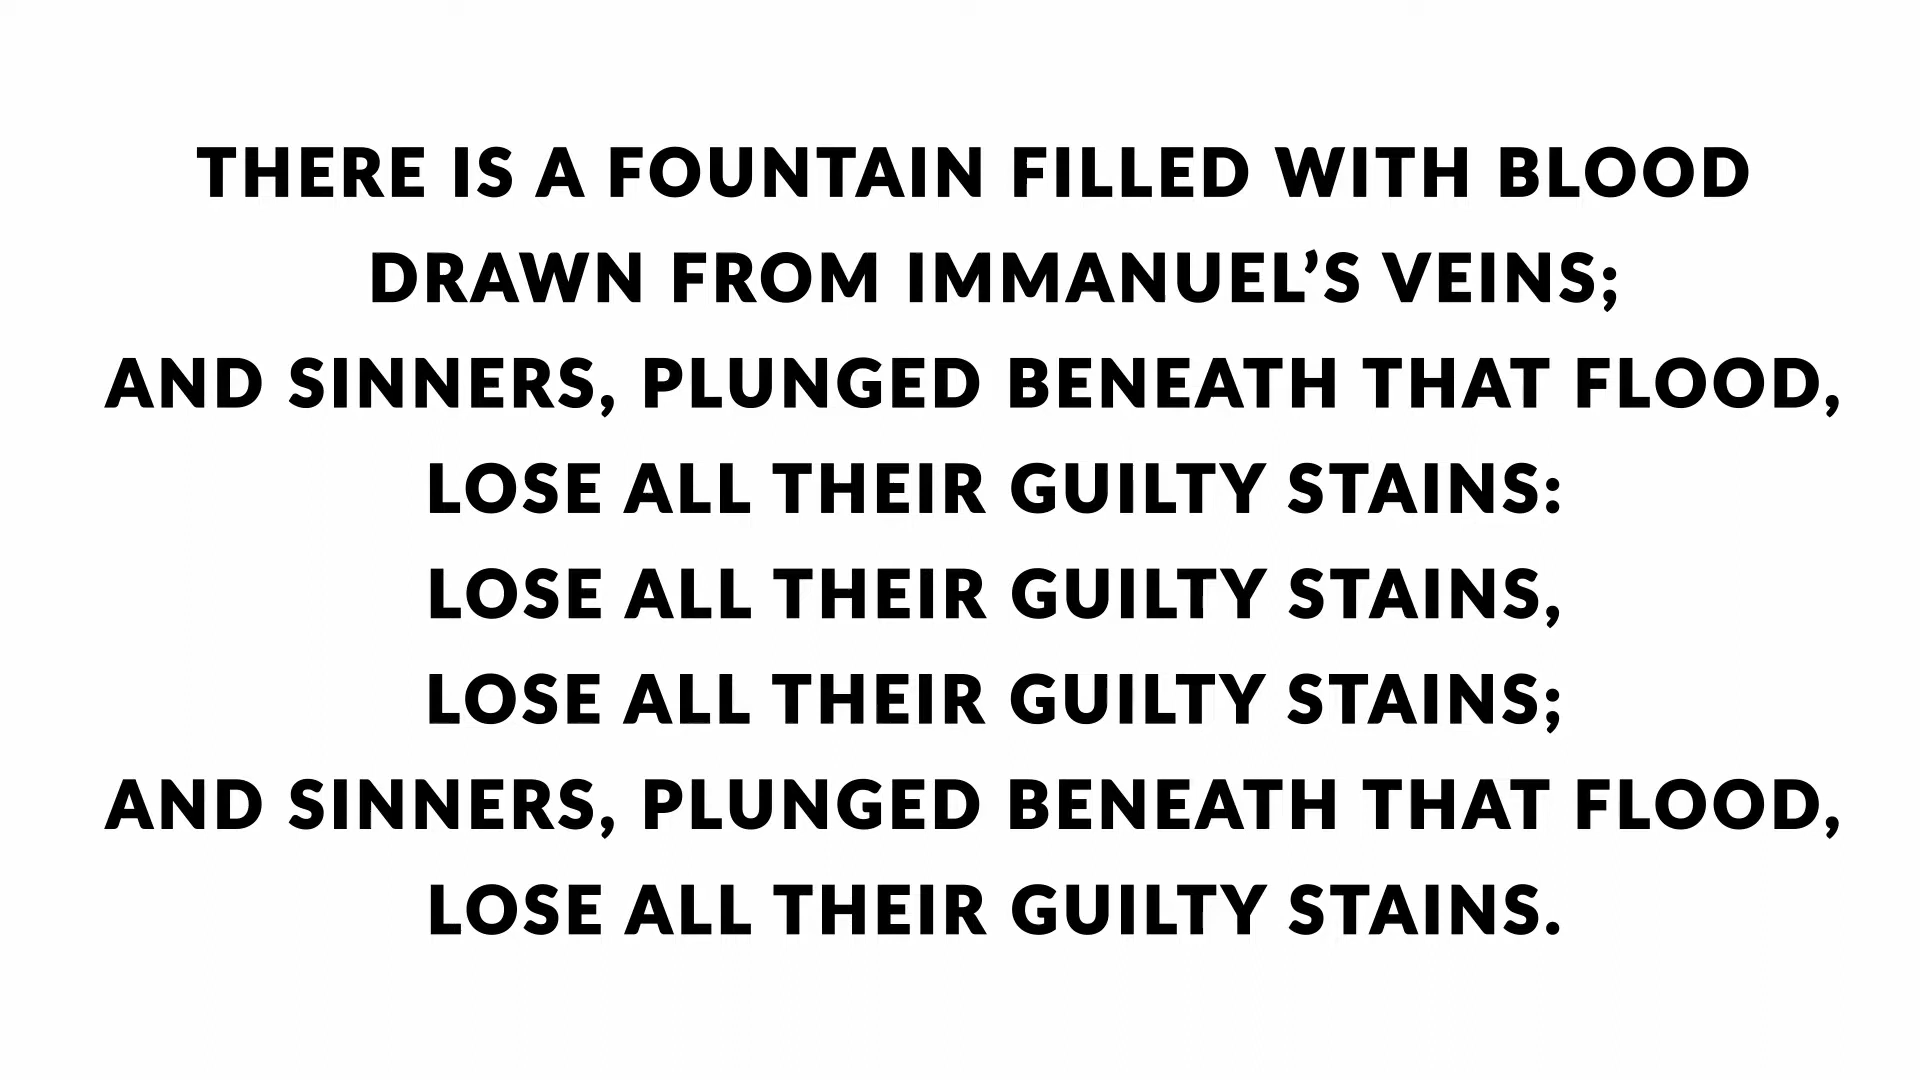 THERE IS A FOUNTAIN FILLED WITH BLOOD
DRAWN FROM IMMANUEL’S VEINS;
AND SINNERS, PLUNGED BENEATH THAT FLOOD,
LOSE ALL THEIR GUILTY STAINS:
LOSE ALL THEIR GUILTY STAINS,
LOSE ALL THEIR GUILTY STAINS;
AND SINNERS, PLUNGED BENEATH THAT FLOOD,
LOSE ALL THEIR GUILTY STAINS.